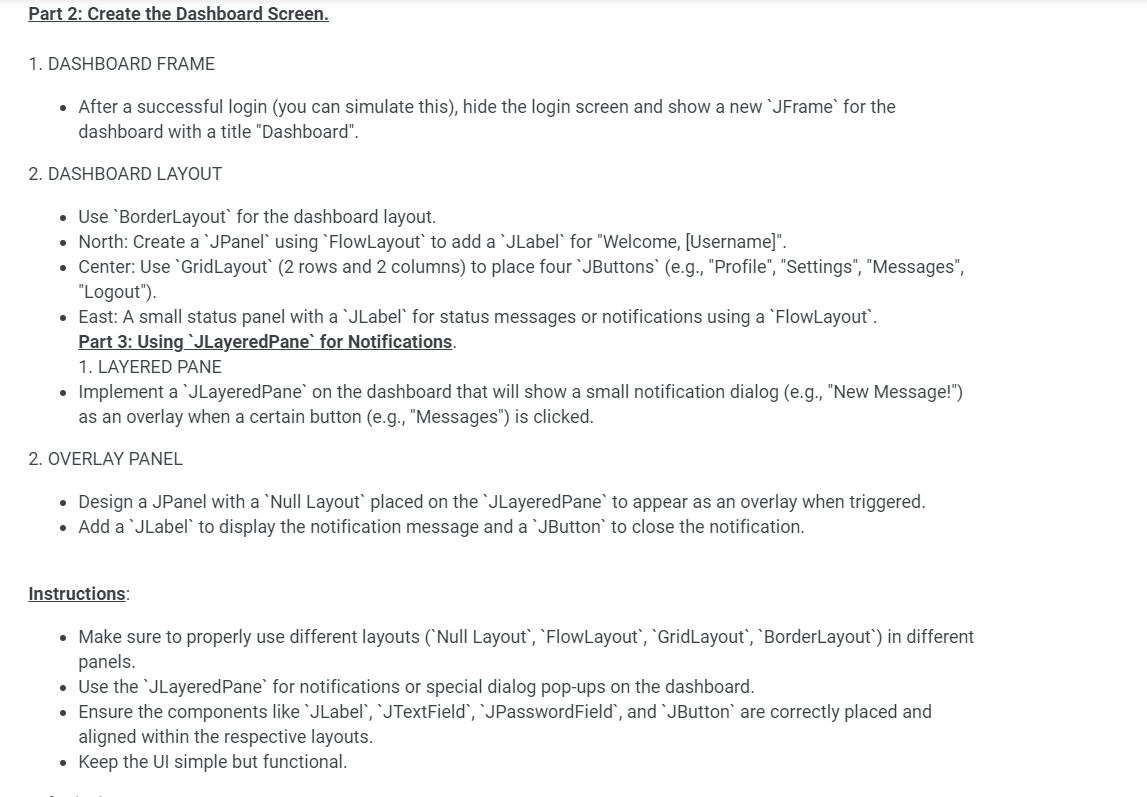 Part 2: Create the Dashboard Screen.
1. DASHBOARD FRAME
• After a successful login (you can simulate this), hide the login screen and show a new `JFrame` for the
dashboard with a title "Dashboard".
2. DASHBOARD LAYOUT
• Use `BorderLayout` for the dashboard layout.
• North: Create a `JPanel` using `FlowLayout` to add a `JLabel` for "Welcome, [Username]".
• Center: Use `GridLayout` (2 rows and 2 columns) to place four `JButtons` (e.g., "Profile", "Settings", "Messages",
"Logout").
• East: A small status panel with a `JLabel` for status messages or notifications using a `FlowLayout`.
Part 3: Using `JLayeredPane` for Notifications.
1. LAYERED PANE
• Implement a `JLayeredPane` on the dashboard that will show a small notification dialog (e.g., "New Message!")
as an overlay when a certain button (e.g., "Messages") is clicked.
2. OVERLAY PANEL
• Design a JPanel with a `Null Layout` placed on the `JLayeredPane` to appear as an overlay when triggered.
• Add a `JLabel` to display the notification message and a `JButton` to close the notification.
Instructions:
• Make sure to properly use different layouts (`Null Layout`, `FlowLayout`, `GridLayout`, `BorderLayout`) in different
panels.
• Use the `JLayeredPane` for notifications or special dialog pop-ups on the dashboard.
• Ensure the components like `JLabel`, `JTextField`, `JPasswordField`, and `JButton` are correctly placed and
aligned within the respective layouts.
• Keep the UI simple but functional.